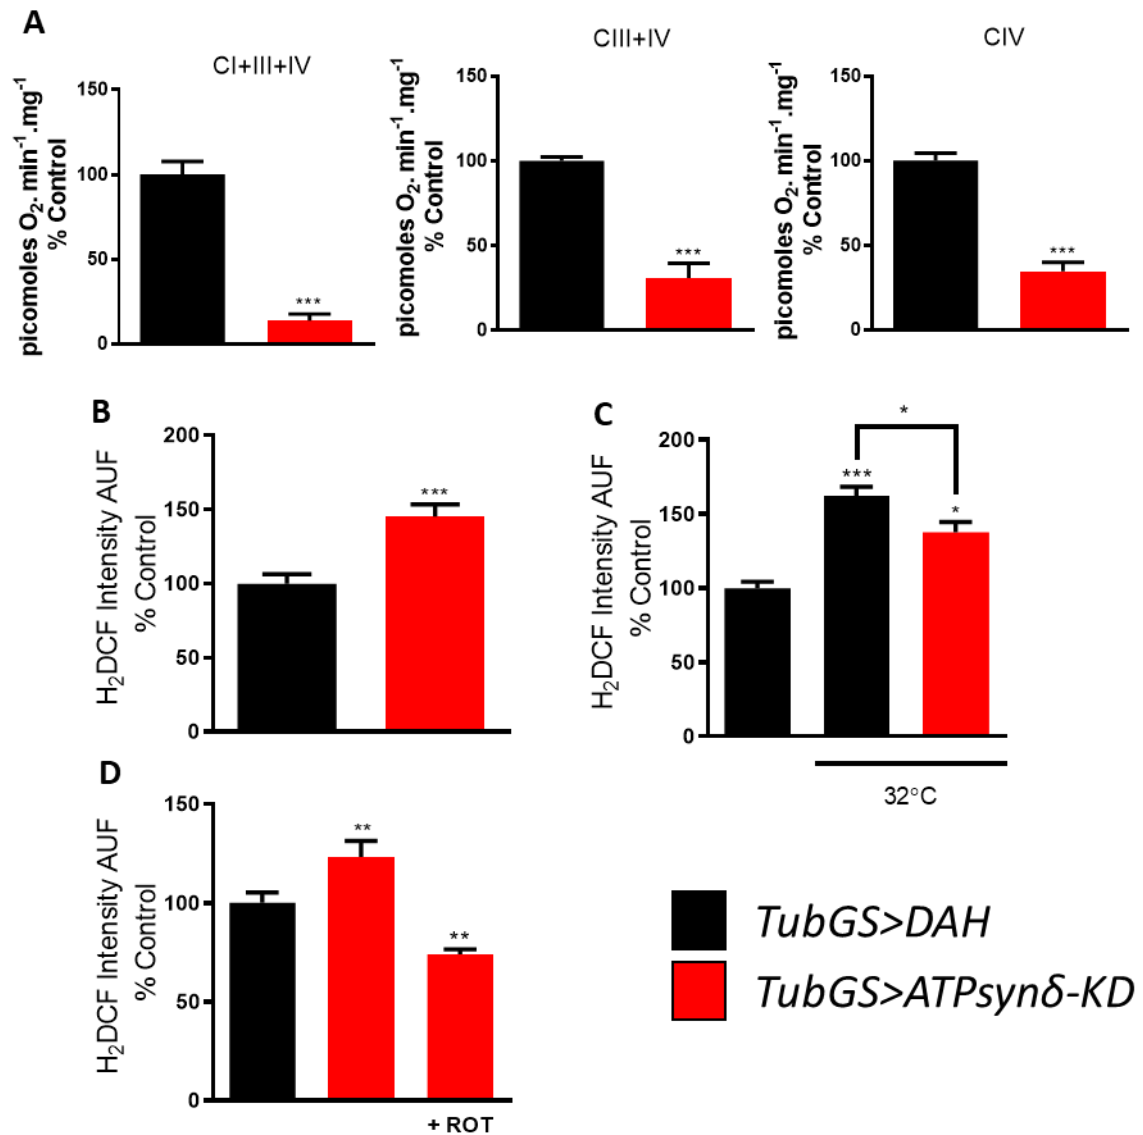 A
CI+III+IV
picomoles O₂. min⁻¹.mg⁻¹
% Control
150
100
50
0
***
CIII+IV
picomoles O₂. min⁻¹.mg⁻¹
% Control
150
100
50
0
***
CIV
picomoles O₂. min⁻¹.mg⁻¹
% Control
150
100
50
0
***
B
H₂DCF Intensity AUF
% Control
200
150
100
50
0
***
C
H₂DCF Intensity AUF
% Control
200
150
100
50
0
*
***
*
32°C
D
H₂DCF Intensity AUF
% Control
150
100
50
0
**
**
+ ROT
TubGS>DAH
TubGS>ATPsynδ-KD